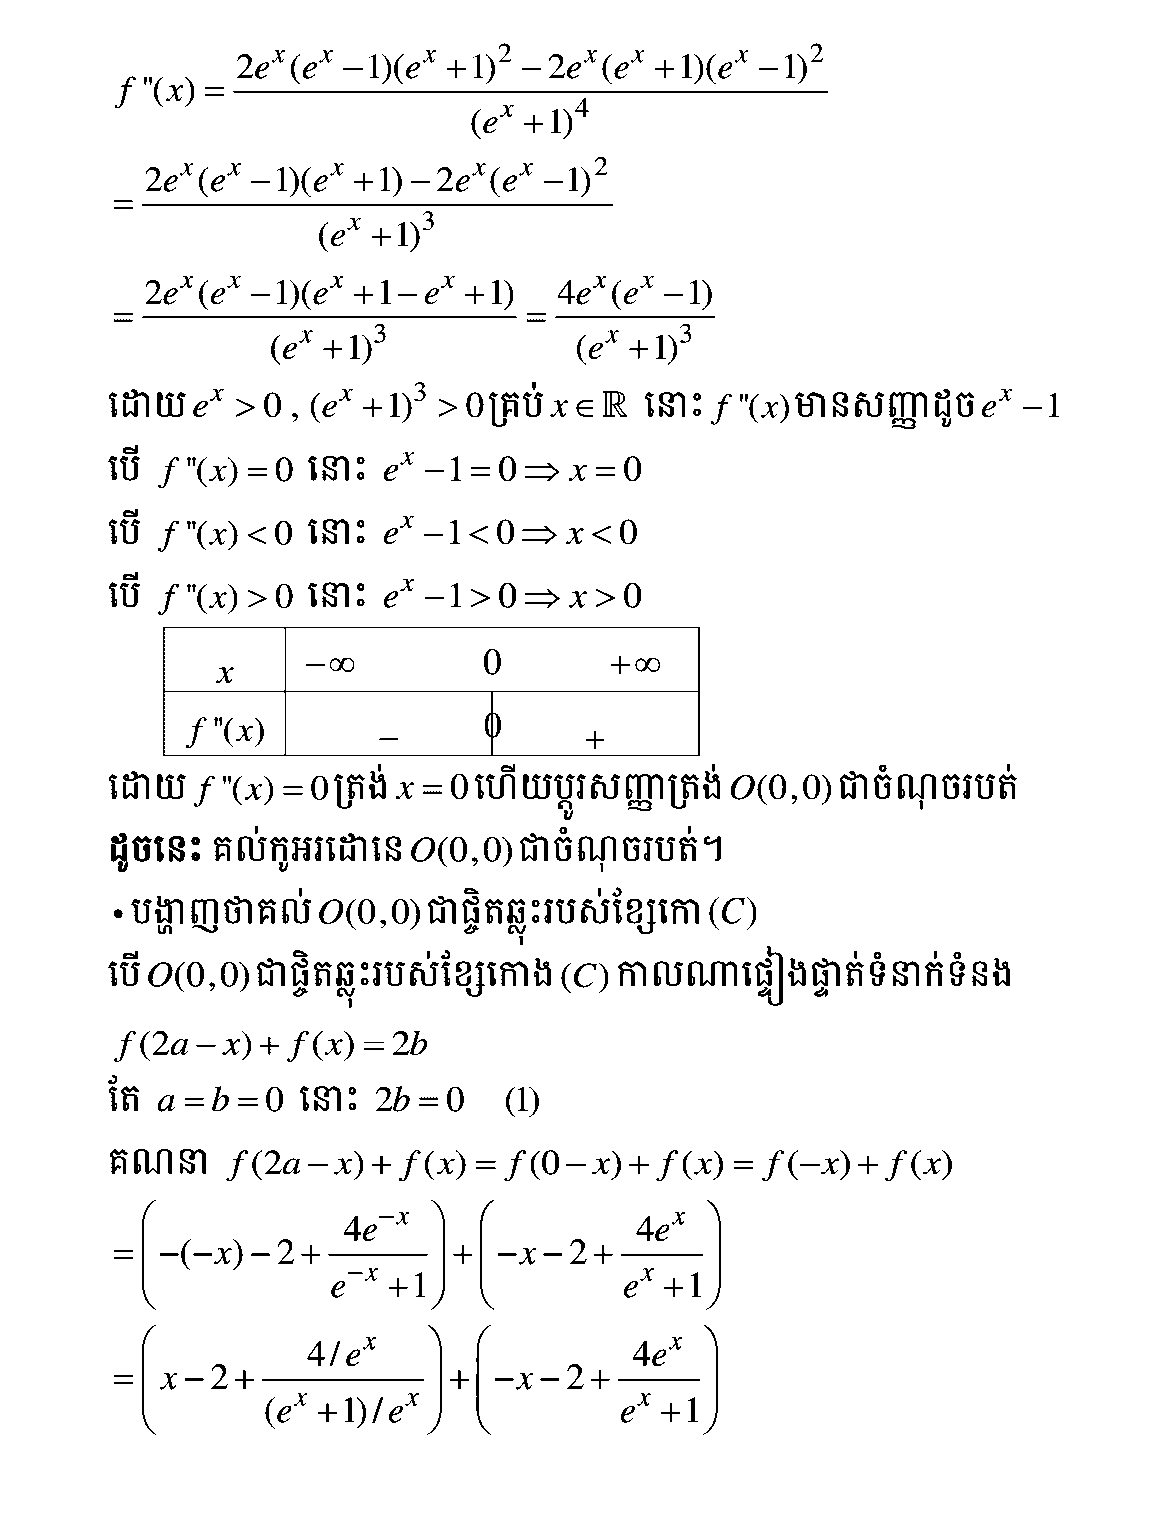 f "(x) = \frac{2e^x(e^x −1)(e^x +1)^2 − 2e^x(e^x +1)(e^x −1)^2}{(e^x +1)^4}
= \frac{2e^x(e^x −1)(e^x +1) − 2e^x(e^x −1)^2}{(e^x +1)^3}
= \frac{2e^x(e^x −1)(e^x +1− e^x +1)}{(e^x +1)^3} = \frac{4e^x(e^x −1)}{(e^x +1)^3}
ដោយ e^x > 0 , (e^x +1)^3 > 0 គ្រប់ x ∈ ℝ នោះ f "(x) មានសញ្ញាដូច e^x −1
បើ f "(x) = 0 នោះ e^x −1 = 0 ⇒ x = 0
បើ f "(x) < 0 នោះ e^x −1 < 0 ⇒ x < 0
បើ f "(x) > 0 នោះ e^x −1 > 0 ⇒ x > 0
x −∞ 0 +∞
f "(x) − 0 +
ដោយ f "(x) = 0 ត្រង់ x = 0 ហើយប្តូរសញ្ញាត្រង់ O(0,0) ជាចំណុចរបត់
ដូចនេះ គល់កូអរដោនេ O(0,0) ជាចំណុចរបត់។
• បង្ហាញថាគល់ O(0,0) ជាផ្ចិតឆ្លុះរបស់ខ្សែកោ (C)
បើ O(0,0) ជាផ្ចិតឆ្លុះរបស់ខ្សែកោង (C) កាលណាផ្ទៀងផ្ទាត់ទំនាក់ទំនង
f (2a − x) + f (x) = 2b
តែ a = b = 0 នោះ 2b = 0 (1)
គណនា f (2a − x) + f (x) = f (0 − x) + f (x) = f (−x) + f (x)
= \left( −(−x) − 2 + \frac{4e^{−x}}{e^{−x} +1} \right) + \left( −x − 2 + \frac{4e^x}{e^x +1} \right)
= \left( x − 2 + \frac{4 / e^x}{(e^x +1) / e^x} \right) + \left( −x − 2 + \frac{4e^x}{e^x +1} \right)